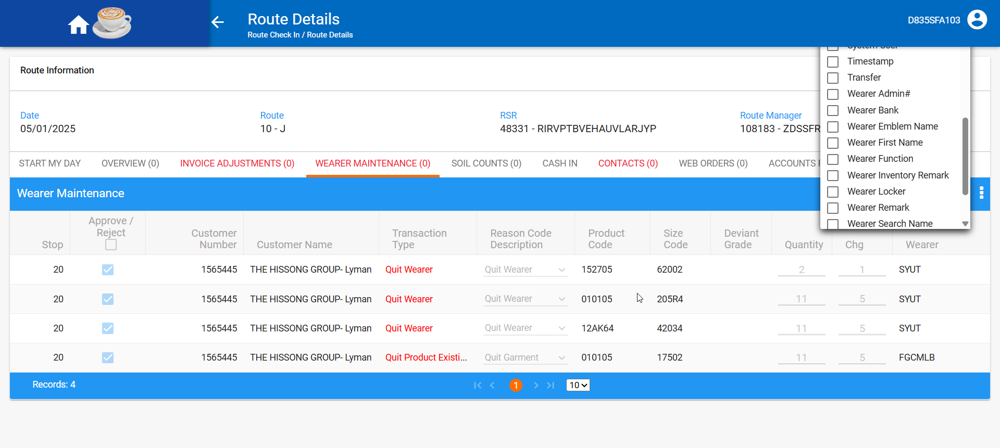 Route Details
Route Check In / Route Details
D835SFA103
Route Information
Date
05/01/2025
Route
10 - J
RSR
48331 - RIRVPTBVEHAUVLARJYP
Route Manager
108183 - ZDSSFR
System User
Timestamp
Transfer
Wearer Admin#
Wearer Bank
Wearer Emblem Name
Wearer First Name
Wearer Function
Wearer Inventory Remark
Wearer Locker
Wearer Remark
Wearer Search Name
START MY DAY OVERVIEW (0) INVOICE ADJUSTMENTS (0) WEARER MAINTENANCE (0) SOIL COUNTS (0) CASH IN CONTACTS (0) WEB ORDERS (0) ACCOUNTS
Wearer Maintenance
Stop
Approve /
Reject
Customer
Number
Customer Name
Transaction
Type
Reason Code
Description
Product
Code
Size
Code
Deviant
Grade
Quantity
Chg
Wearer
20 1565445 THE HISSONG GROUP- Lyman Quit Wearer Quit Wearer 152705 62002 2 1 SYUT
20 1565445 THE HISSONG GROUP- Lyman Quit Wearer Quit Wearer 010105 205R4 11 5 SYUT
20 1565445 THE HISSONG GROUP- Lyman Quit Wearer Quit Wearer 12AK64 42034 11 5 SYUT
20 1565445 THE HISSONG GROUP- Lyman Quit Product Existi... Quit Garment 010105 17502 11 5 FGCMLB
Records: 4
1
10